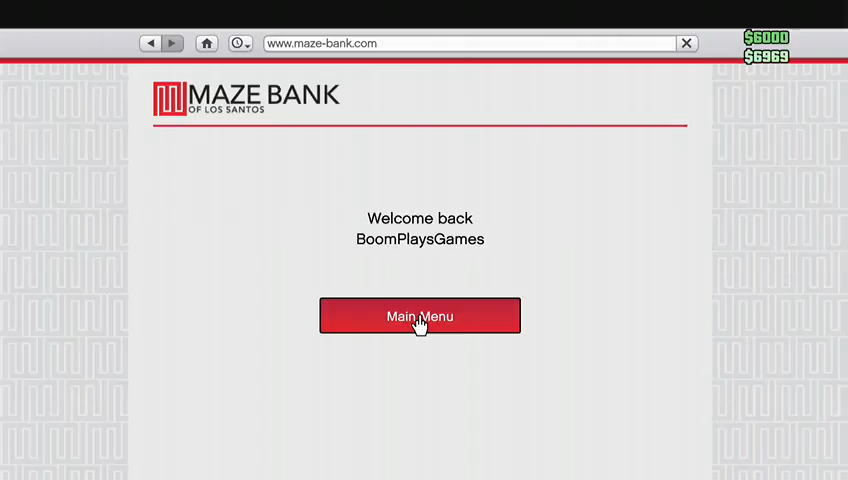 www.maze-bank.com
$6000
$6969
MAZE BANK
OF LOS SANTOS
Welcome back
BoomPlaysGames
Main Menu